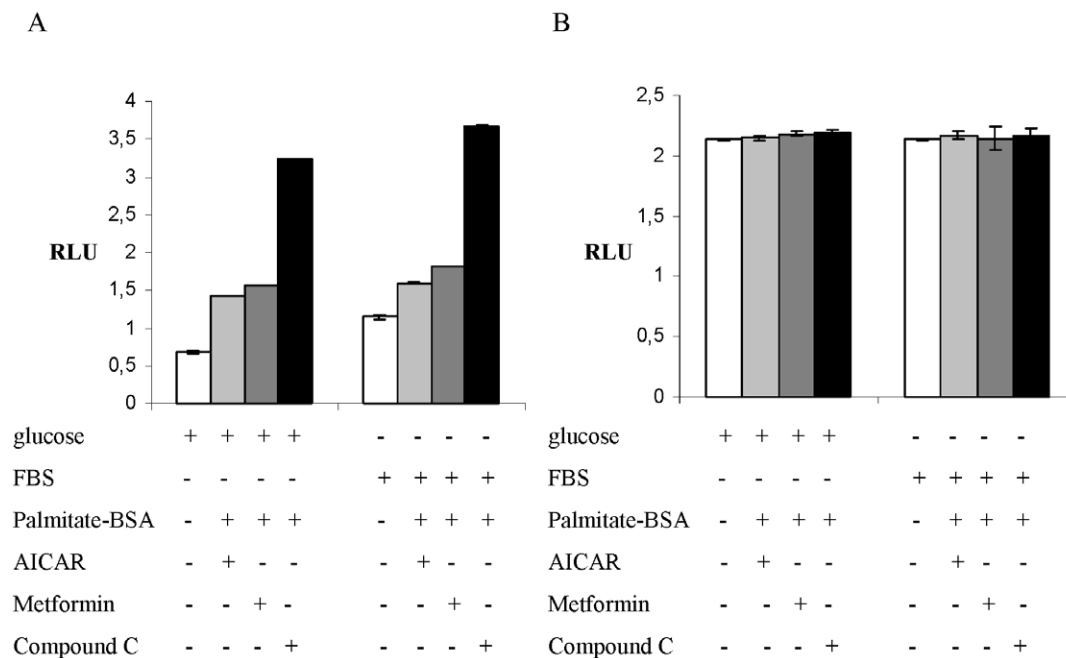 A
B
4
3,5
3
2,5
2
1,5
1
0,5
0
RLU
2,5
2
1,5
1
0,5
0
RLU
glucose + + + + - - - -
FBS - - - - + + + +
Palmitate-BSA - + + + - + + +
AICAR - + - - - + - -
Metformin - - + - - - + -
Compound C - - - + - - - +
glucose + + + + - - - -
FBS - - - - + + + +
Palmitate-BSA - + + + - + + +
AICAR - + - - - + - -
Metformin - - + - - - + -
Compound C - - - + - - - +